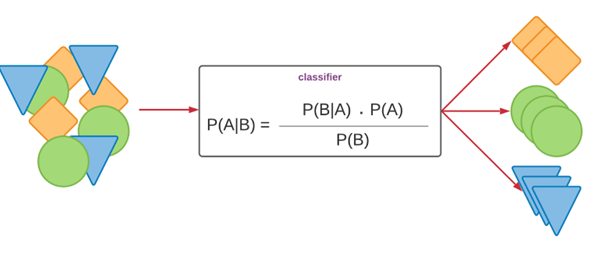 classifier
P(A|B) = P(B|A) . P(A)
P(B)